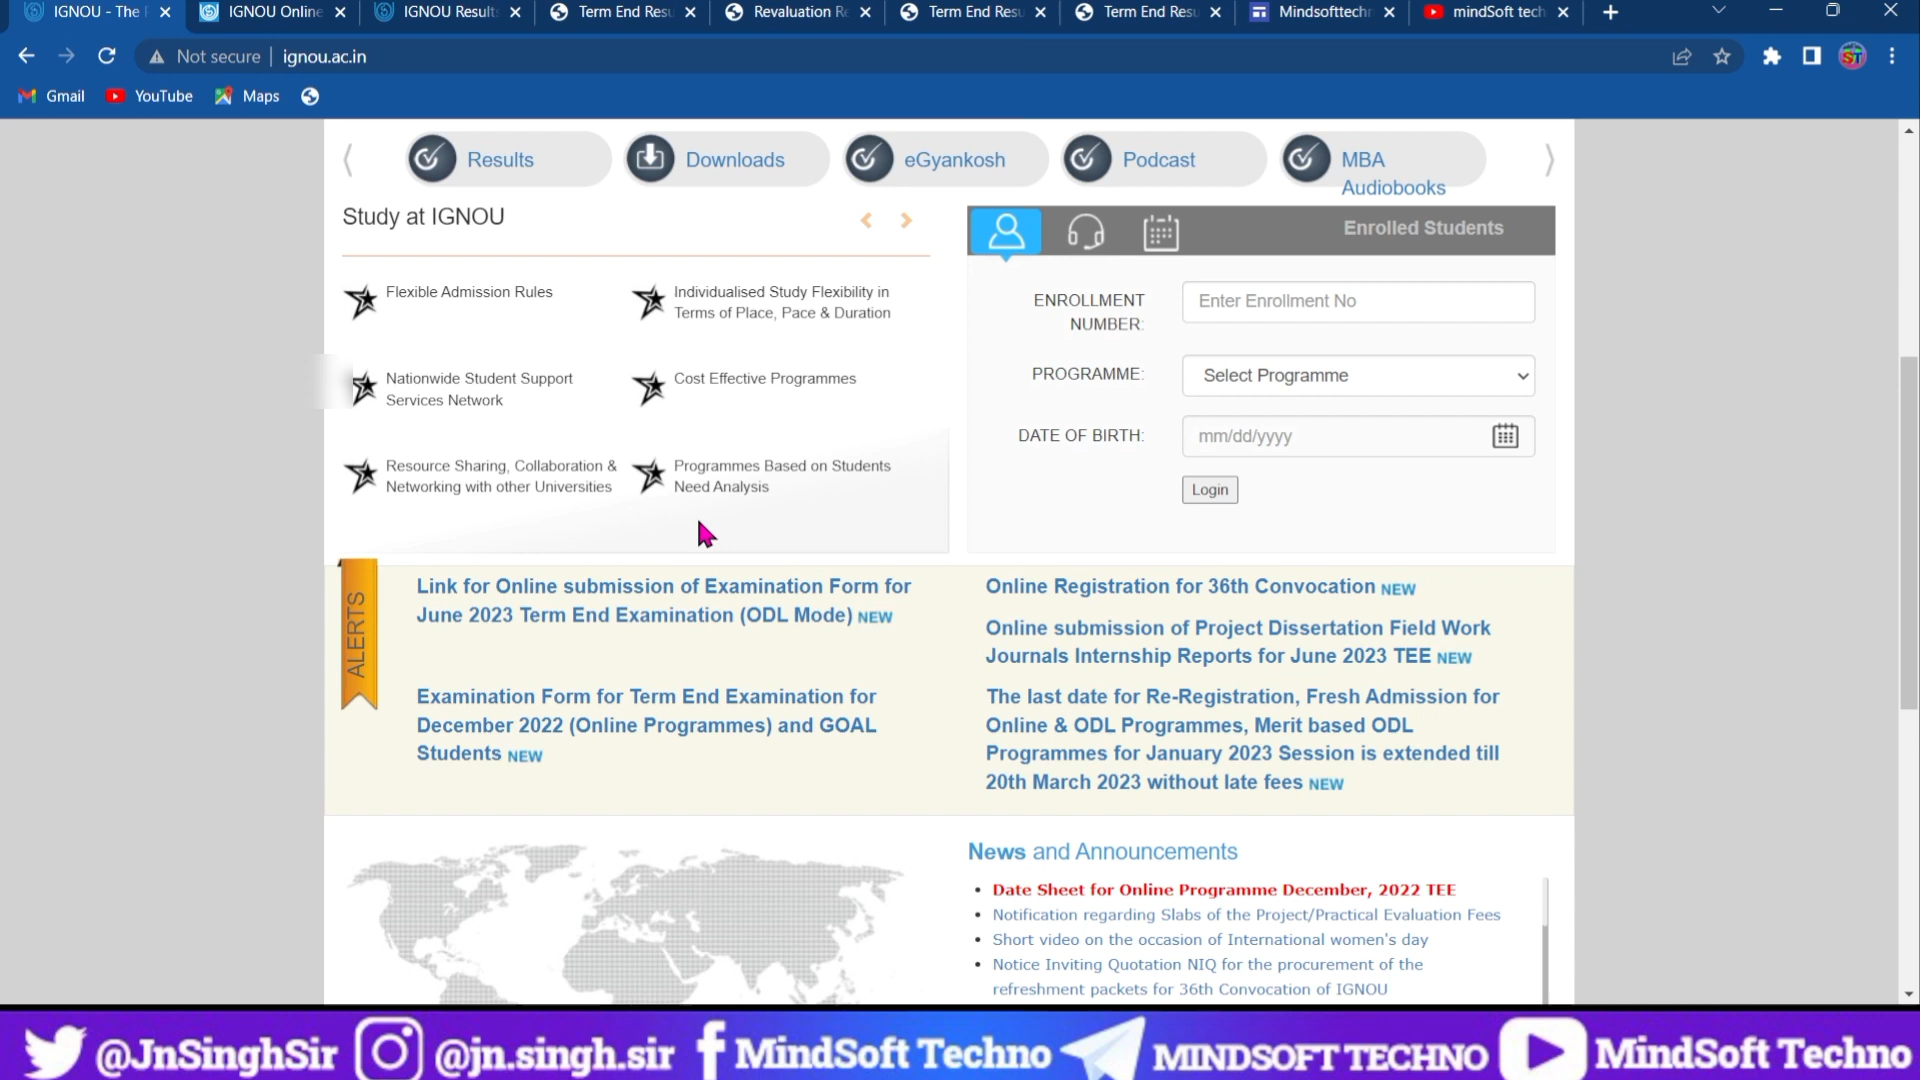 IGNOU - The
IGNOU Online
IGNOU Result
Term End Resu
Revaluation Re
Term End Resu
Term End Resu
Mindsofttechn
mindSoft tech
Not secure
ignou.ac.in
Gmail
YouTube
Maps
Results
Downloads
eGyankosh
Podcast
MBA
Audiobooks
Study at IGNOU
Flexible Admission Rules
Individualised Study Flexibility in
Terms of Place, Pace & Duration
Nationwide Student Support
Services Network
Cost Effective Programmes
Resource Sharing, Collaboration &
Networking with other Universities
Programmes Based on Students
Need Analysis
Enrolled Students
ENROLLMENT
NUMBER:
Enter Enrollment No
PROGRAMME:
Select Programme
DATE OF BIRTH:
mm/dd/yyyy
Login
ALERTS
Link for Online submission of Examination Form for
June 2023 Term End Examination (ODL Mode) NEW
Examination Form for Term End Examination for
December 2022 (Online Programmes) and GOAL
Students NEW
Online Registration for 36th Convocation NEW
Online submission of Project Dissertation Field Work
Journals Internship Reports for June 2023 TEE NEW
The last date for Re-Registration, Fresh Admission for
Online & ODL Programmes, Merit based ODL
Programmes for January 2023 Session is extended till
20th March 2023 without late fees NEW
News and Announcements
Date Sheet for Online Programme December, 2022 TEE
Notification regarding Slabs of the Project/Practical Evaluation Fees
Short video on the occasion of International women's day
Notice Inviting Quotation NIQ for the procurement of the
refreshment packets for 36th Convocation of IGNOU
@JnSinghSir
@jn.singh.sir
MindSoft Techno
MINDSOFT TECHNO
MindSoft Techno